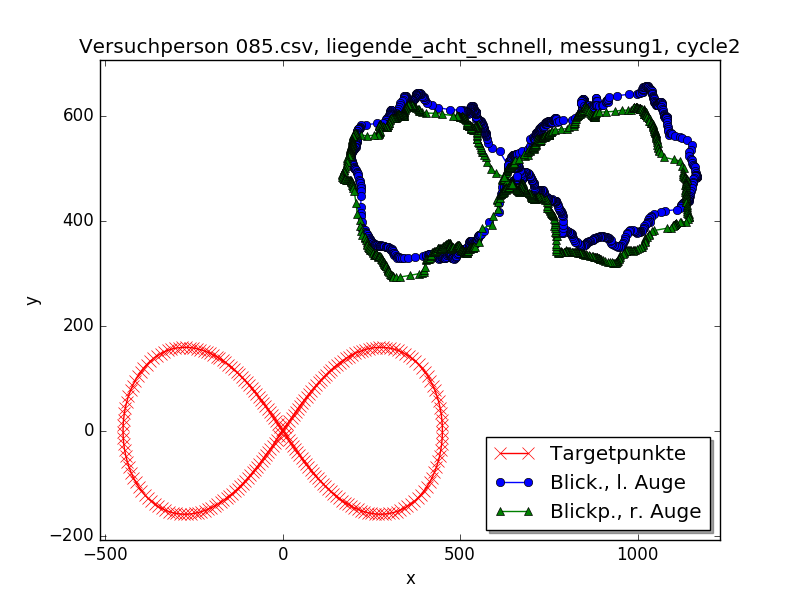 Versuchperson 085.csv, liegende_acht_schnell, messung1, cycle2
600
400
y
200
0
−200
−500
0
500
1000
x
Targetpunkte
Blick., l. Auge
Blickp., r. Auge